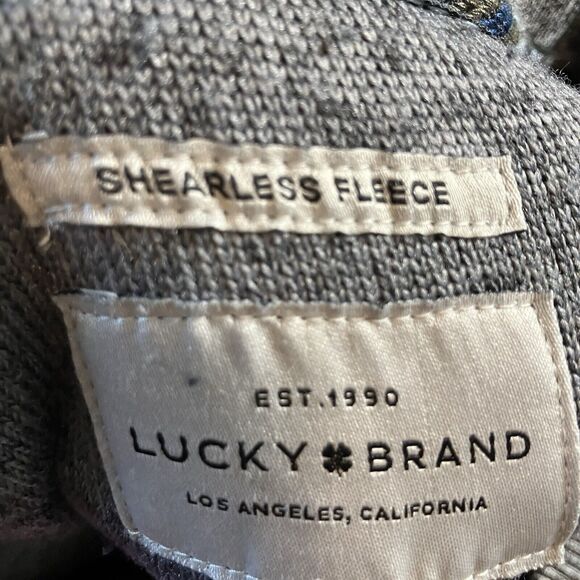 SHEARLESS FLEECE
EST.1990
LUCKY BRAND
LOS ANGELES, CALIFORNIA